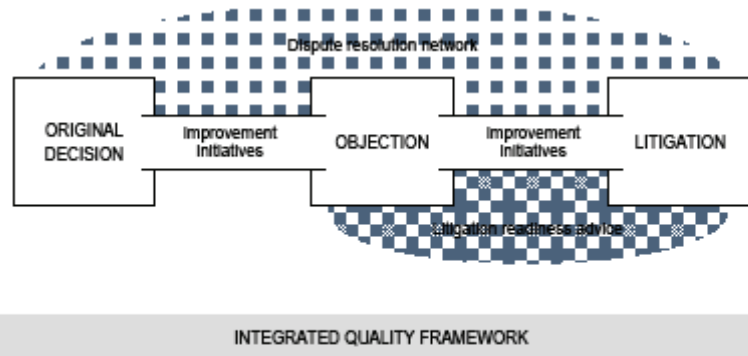 Dispute resolution network
ORIGINAL
DECISION
Improvement
Initiatives
OBJECTION
Improvement
Initiatives
LITIGATION
Litigation readiness advice
INTEGRATED QUALITY FRAMEWORK